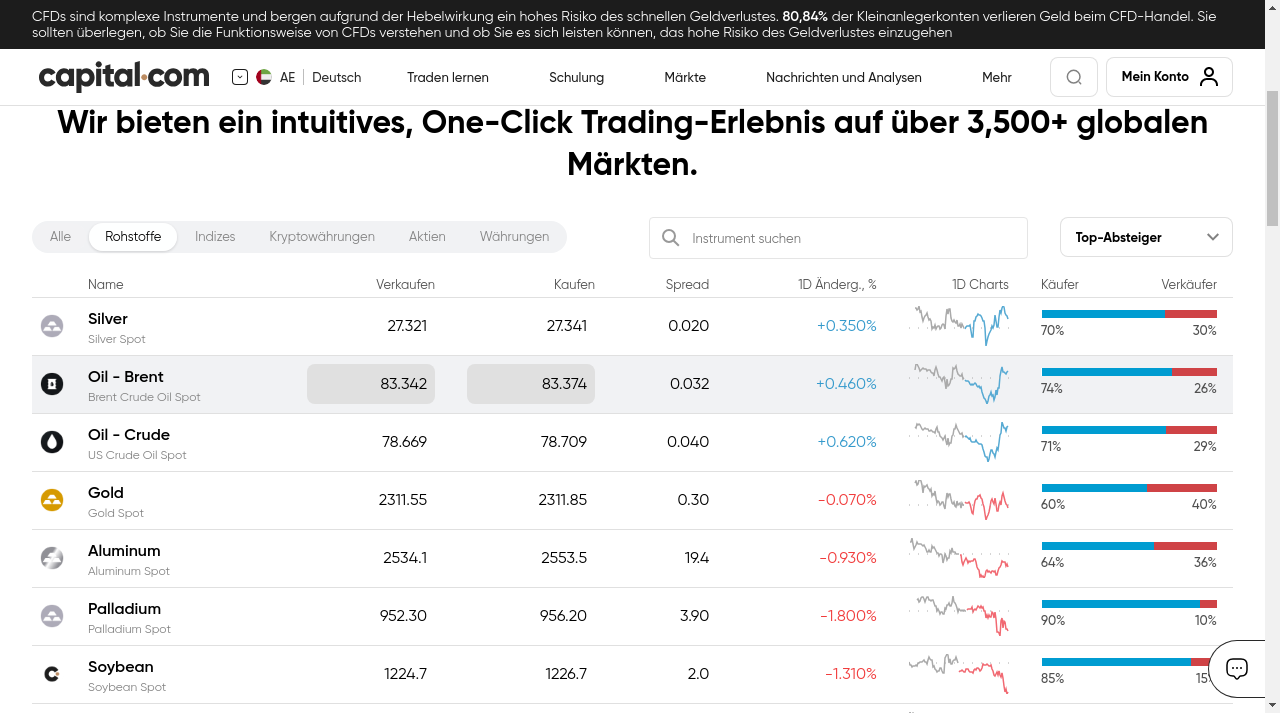 CFDs sind komplexe Instrumente und bergen aufgrund der Hebelwirkung ein hohes Risiko des schnellen Geldverlustes. 80,84% der Kleinanlegerkonten verlieren Geld beim CFD-Handel. Sie
sollten überlegen, ob Sie die Funktionsweise von CFDs verstehen und ob Sie es sich leisten können, das hohe Risiko des Geldverlustes einzugehen
capital.com AE Deutsch Traden lernen Schulung Märkte Nachrichten und Analysen Mehr Mein Konto
Wir bieten ein intuitives, One-Click Trading-Erlebnis auf über 3,500+ globalen
Märkten.
Alle Rohstoffe Indizes Kryptowährungen Aktien Währungen Instrument suchen Top-Absteiger
Name Verkaufen Kaufen Spread 1D Änderg., % 1D Charts Käufer Verkäufer
Silver 27.321 27.341 0.020 +0.350% 70% 30%
Silver Spot
Oil - Brent 83.342 83.374 0.032 +0.460% 74% 26%
Brent Crude Oil Spot
Oil - Crude 78.669 78.709 0.040 +0.620% 71% 29%
US Crude Oil Spot
Gold 2311.55 2311.85 0.30 -0.070% 60% 40%
Gold Spot
Aluminum 2534.1 2553.5 19.4 -0.930% 64% 36%
Aluminum Spot
Palladium 952.30 956.20 3.90 -1.800% 90% 10%
Palladium Spot
Soybean 1224.7 1226.7 2.0 -1.310% 85% 15%
Soybean Spot